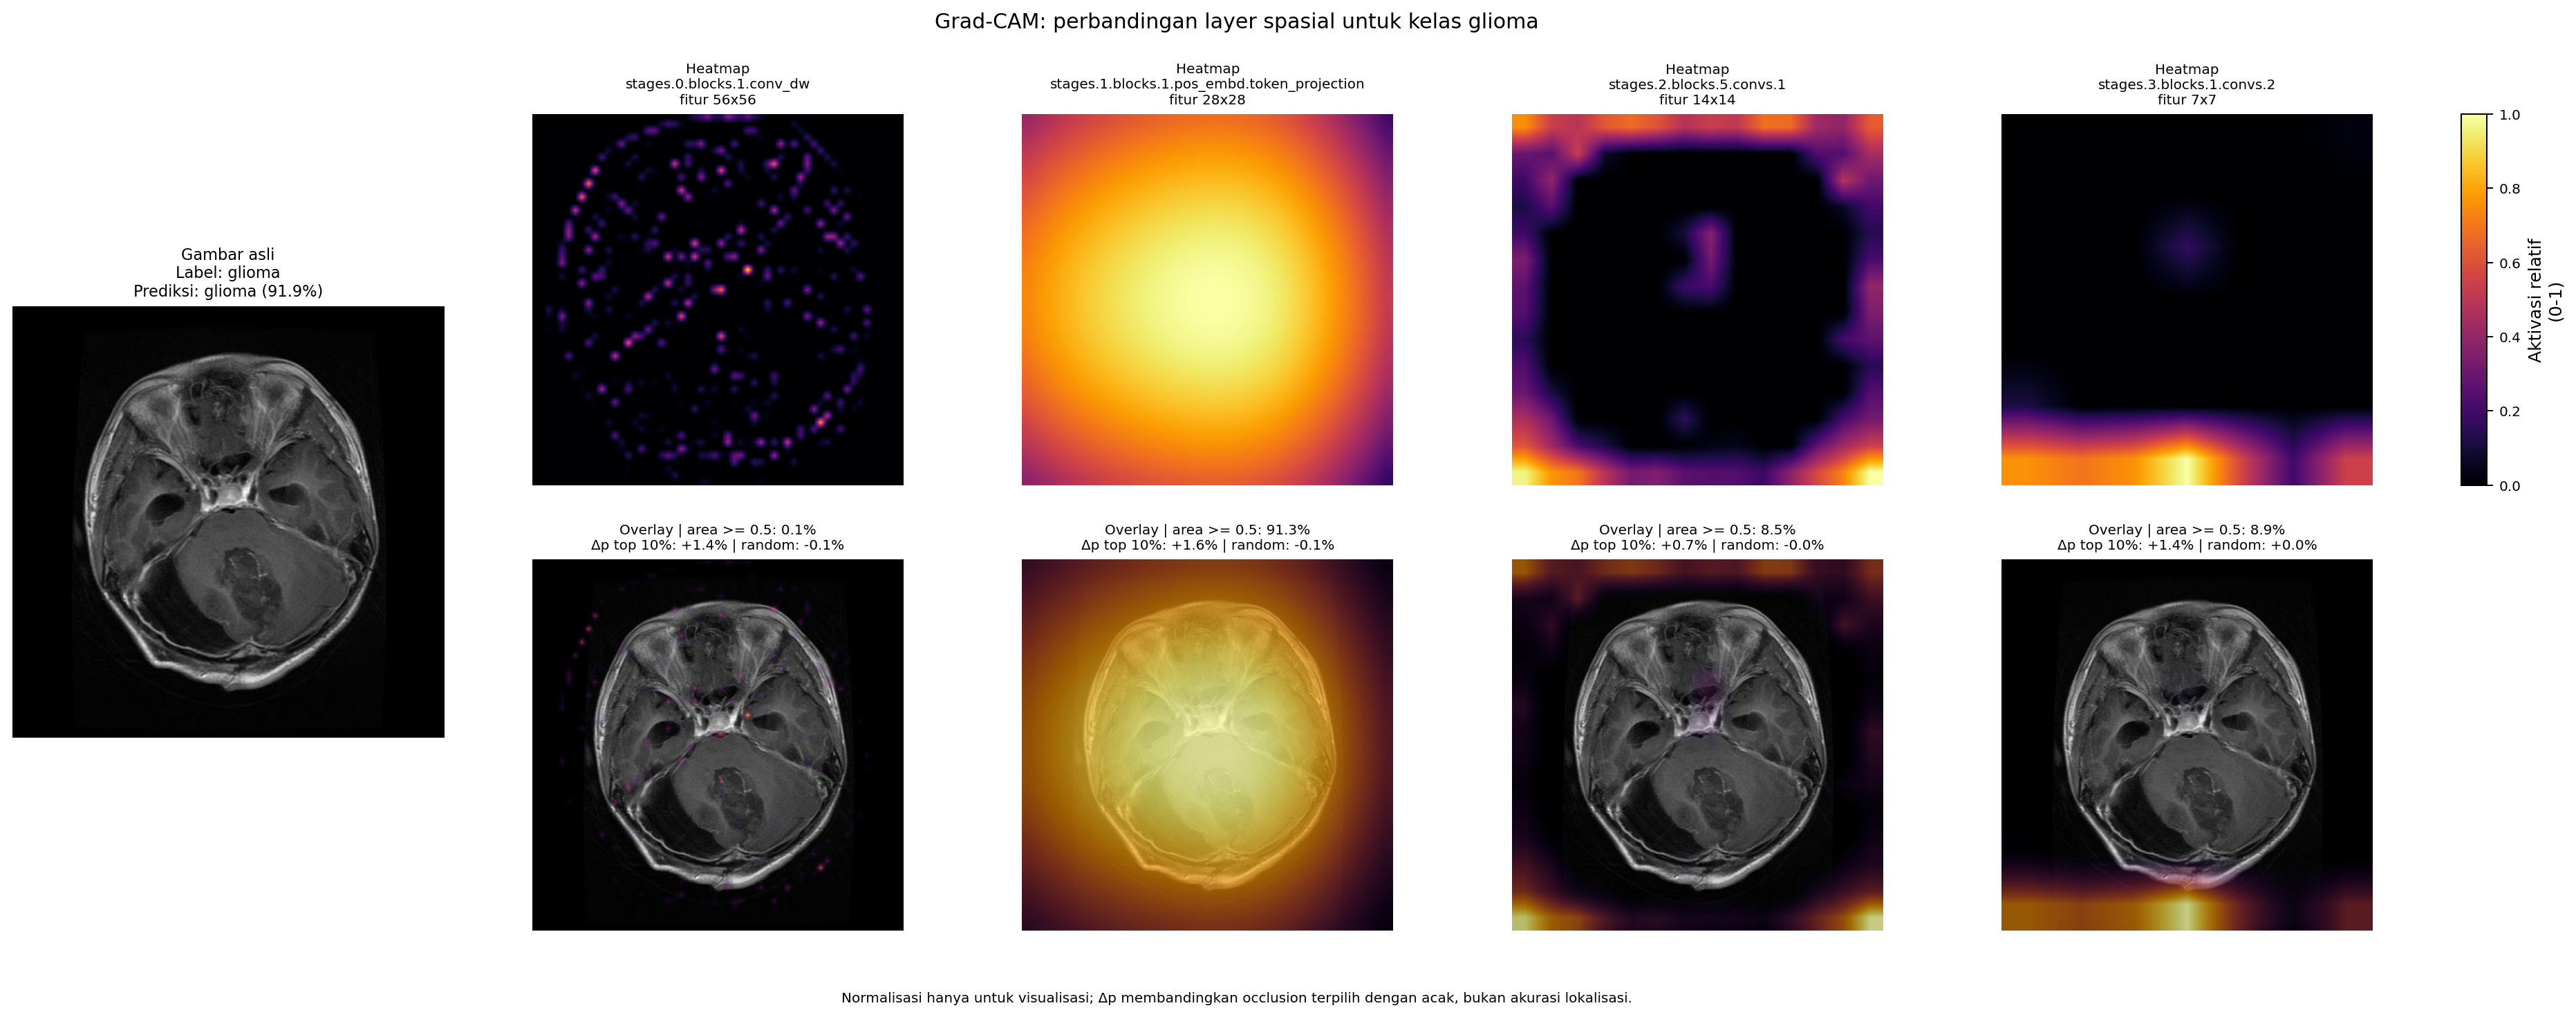 Grad-CAM: perbandingan layer spasial untuk kelas glioma
Gambar asli
Label: glioma
Prediksi: glioma (91.9%)
Heatmap
stages.0.blocks.1.conv_dw
fitur 56x56
Heatmap
stages.1.blocks.1.pos_embd.token_projection
fitur 28x28
Heatmap
stages.2.blocks.5.convs.1
fitur 14x14
Heatmap
stages.3.blocks.1.convs.2
fitur 7x7
1.0
0.8
0.6
0.4
0.2
0.0
Aktivasi relatif
(0-1)
Overlay | area >= 0.5: 0.1%
Δp top 10%: +1.4% | random: -0.1%
Overlay | area >= 0.5: 91.3%
Δp top 10%: +1.6% | random: -0.1%
Overlay | area >= 0.5: 8.5%
Δp top 10%: +0.7% | random: -0.0%
Overlay | area >= 0.5: 8.9%
Δp top 10%: +1.4% | random: +0.0%
Normalisasi hanya untuk visualisasi; Δp membandingkan occlusion terpilih dengan acak, bukan akurasi lokalisasi.